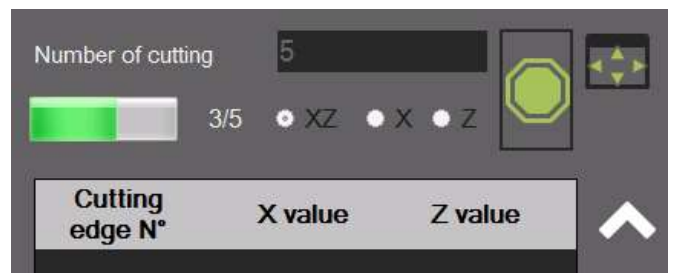 Number of cutting 5
3/5 XZ X Z
Cutting edge N° X value Z value